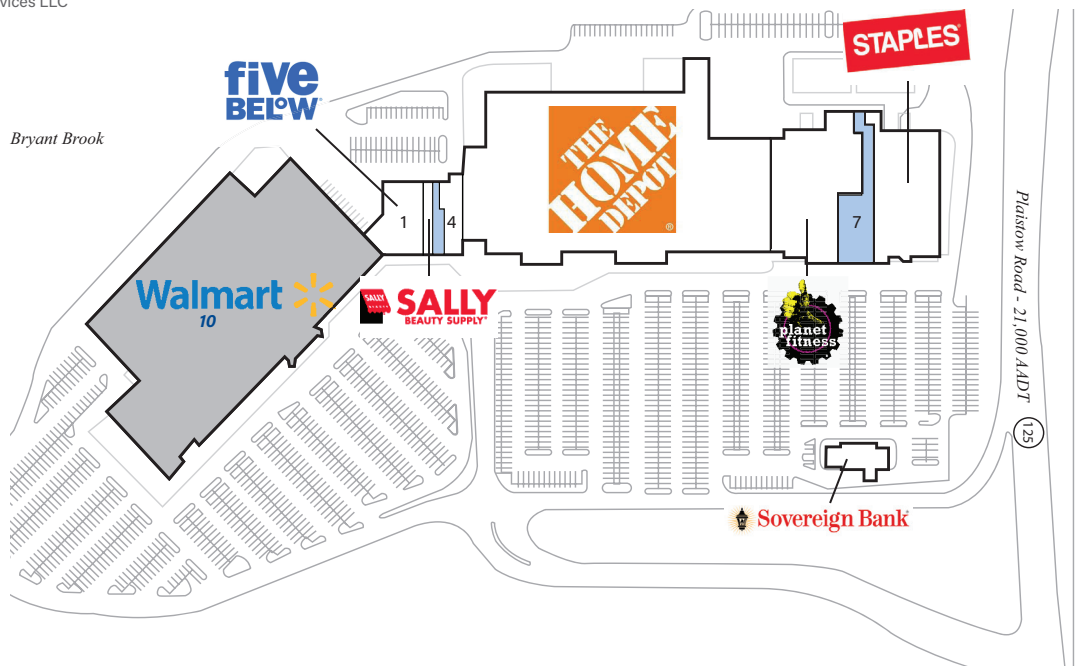 vices LLC
STAPLES
five
BELOW
Bryant Brook
THE
HOME
DEPOT
®
1
4
7
Walmart
10
SALLY
SALLY
BEAUTY SUPPLY
planet
fitness
Plaistow Road - 21,000 AADT
125
Sovereign Bank